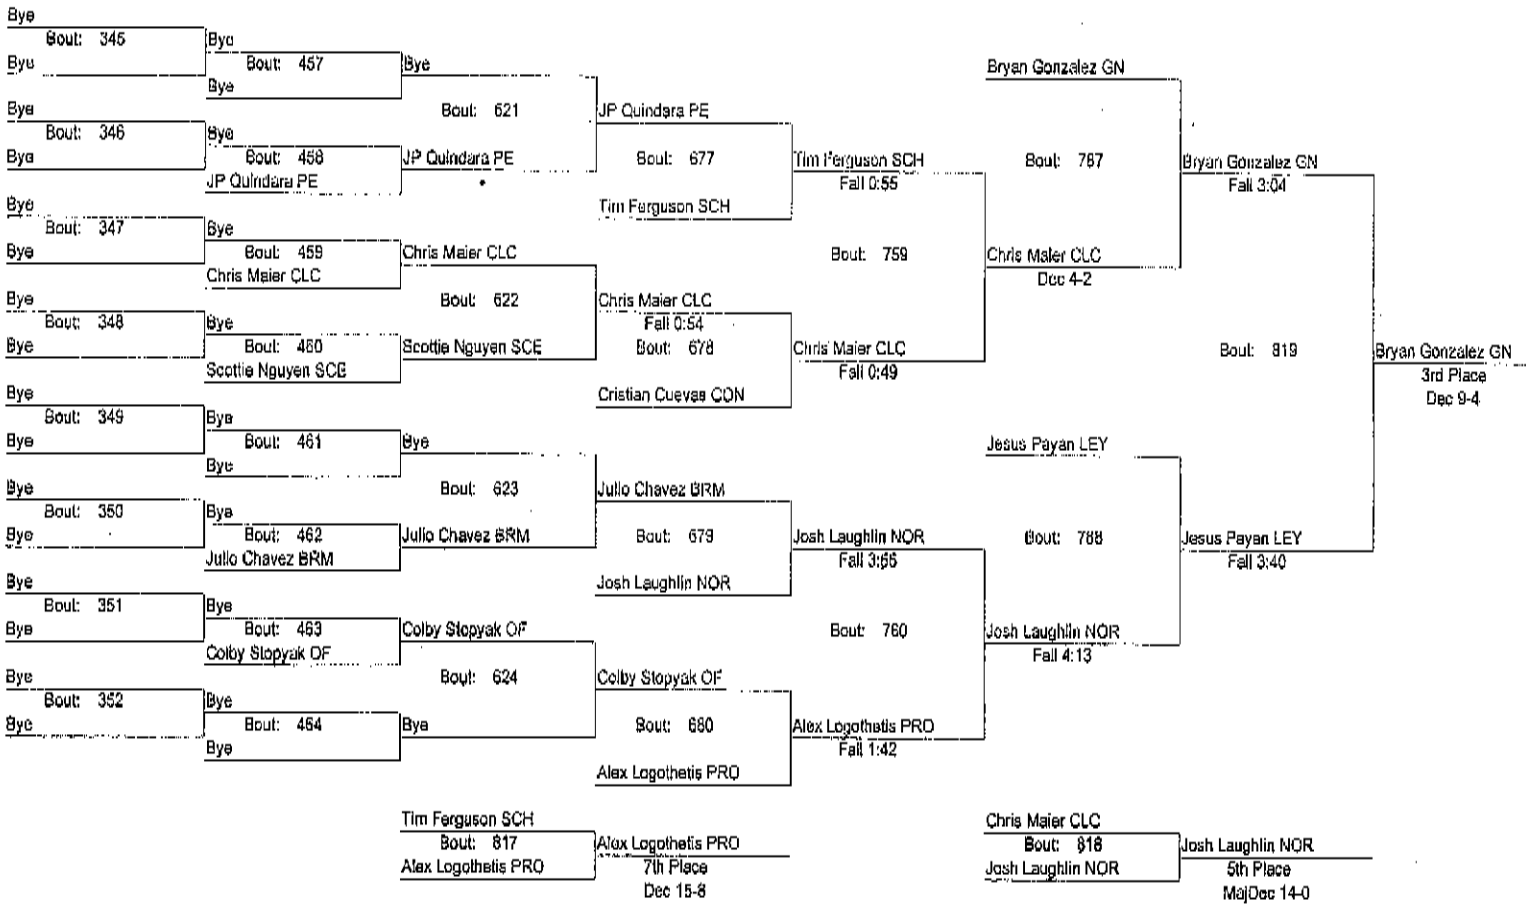 Bye
Bout: 345
Bye
Bye
Bout: 346
Bye
Bye
Bout: 347
Bye
Bye
Bout: 348
Bye
Bye
Bout: 349
Bye
Bye
Bout: 350
Bye
Bye
Bout: 351
Bye
Bye
Bout: 352
Bye
Bye
Bout: 457
Bye
Bye
Bout: 458
JP Quindara PE
Bye
Bout: 459
Chris Maier CLC
Bye
Bout: 460
Scottie Nguyen SCE
Bye
Bout: 461
Bye
Bye
Bout: 462
Julio Chavez BRM
Bye
Bout: 463
Colby Stopyak OF
Bye
Bout: 464
Bye
Bye
Bout: 621
JP Quindara PE
Chris Maier CLC
Bout: 622
Scottie Nguyen SCE
Bye
Bout: 623
Julio Chavez BRM
Colby Stopyak OF
Bout: 624
Bye
JP Quindara PE
Bout: 677
Tim Ferguson SCH
Chris Maier CLC
Fall 0:54
Bout: 678
Cristian Cuevas CON
Julio Chavez BRM
Bout: 679
Josh Laughlin NOR
Colby Stopyak OF
Bout: 680
Alex Logothetis PRO
Tim Ferguson SCH
Fall 0:55
Bout: 759
Chris Maier CLC
Fall 0:49
Josh Laughlin NOR
Fall 3:56
Bout: 760
Alex Logothetis PRO
Fall 1:42
Bryan Gonzalez GN
Bout: 787
Chris Maier CLC
Dec 4-2
Jesus Payan LEY
Bout: 788
Josh Laughlin NOR
Fall 4:13
Bryan Gonzalez GN
Fall 3:04
Bout: 819
Jesus Payan LEY
Fall 3:40
Bryan Gonzalez GN
3rd Place
Dec 9-4
Tim Ferguson SCH
Bout: 817
Alex Logothetis PRO
Alex Logothetis PRO
7th Place
Dec 15-8
Chris Maier CLC
Bout: 818
Josh Laughlin NOR
Josh Laughlin NOR
5th Place
MajDec 14-0